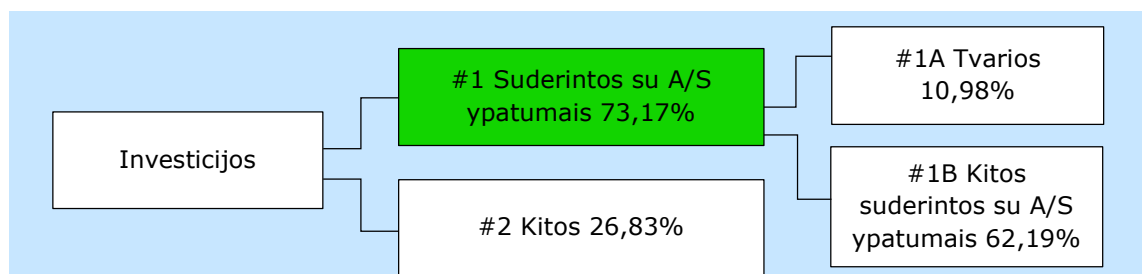 Investicijos
#1 Suderintos su A/S
ypatumais 73,17%
#2 Kitos 26,83%
#1A Tvarios
10,98%
#1B Kitos
suderintos su A/S
ypatumais 62,19%